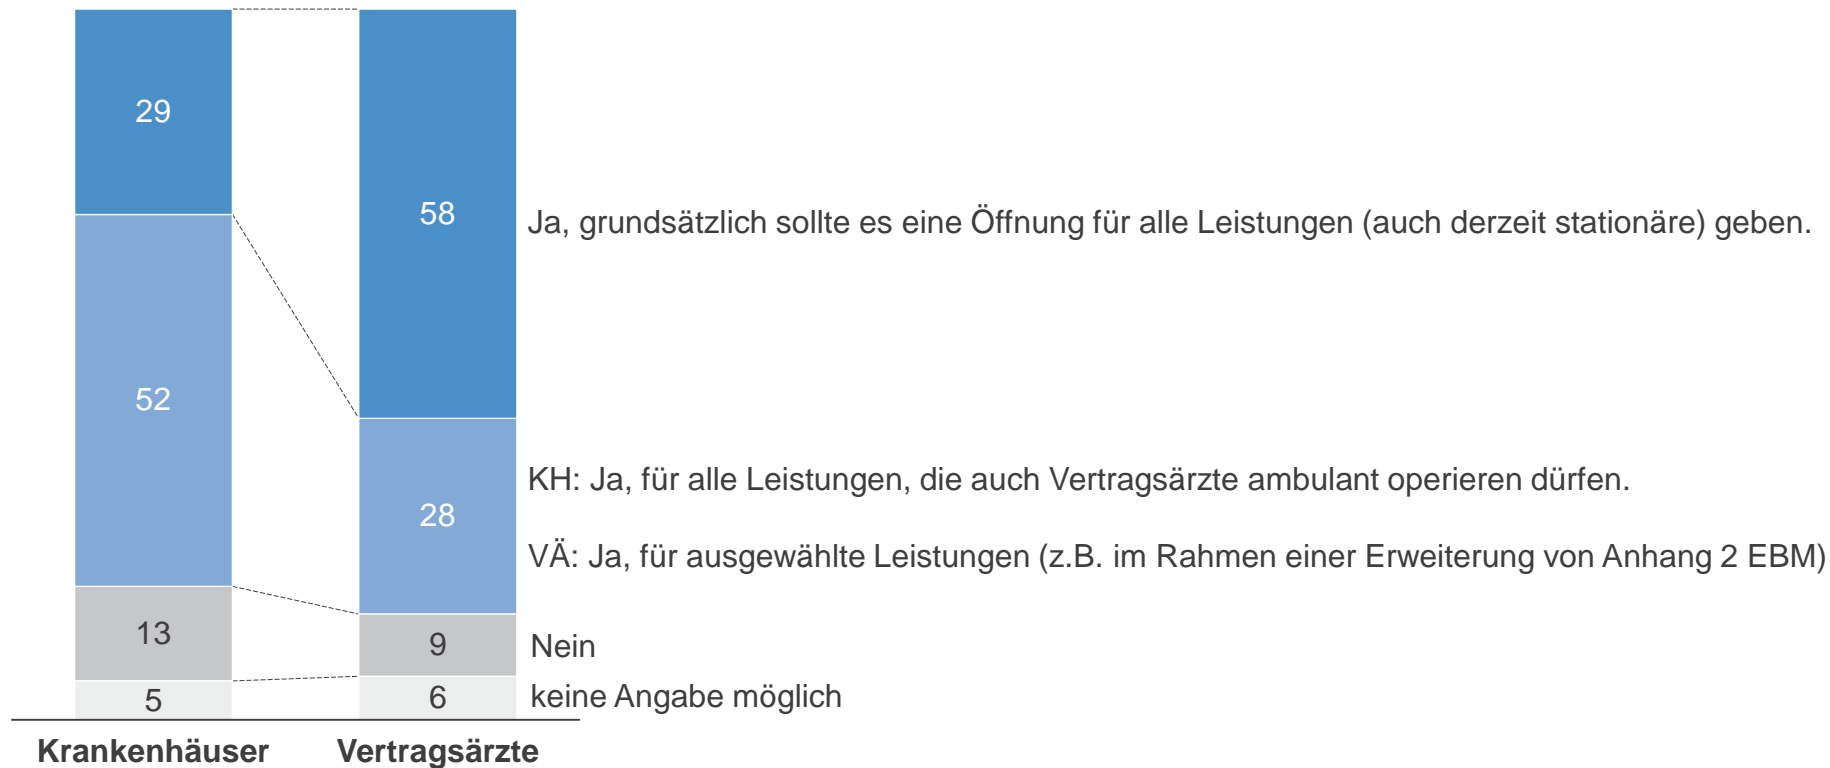 29
58
Ja, grundsätzlich sollte es eine Öffnung für alle Leistungen (auch derzeit stationäre) geben.
52
KH: Ja, für alle Leistungen, die auch Vertragsärzte ambulant operieren dürfen.
28
VÄ: Ja, für ausgewählte Leistungen (z.B. im Rahmen einer Erweiterung von Anhang 2 EBM)
13
9
Nein
5
6
keine Angabe möglich
Krankenhäuser
Vertragsärzte